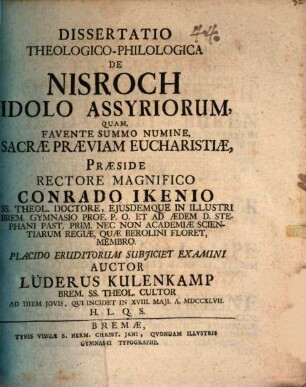 DISSERTATIO
THEOLOGICO-PHILOLOGICA
DE
NISROCH
IDOLO ASSYRIORUM,
QUAM,
FAVENTE SUMMO NUMINE,
SACRÆ PRÆVIAM EUCHARISTIÆ,
PRÆSIDE
RECTORE MAGNIFICO
CONRADO IKENIO
SS. THEOL. DOCTORE, EJUSDEMQUE IN ILLUSTRI
BREM. GYMNASIO PROF. P. O. ET AD ÆDEM D. STE-
PHANI PAST. PRIM. NEC NON ACADEMIÆ SCIEN-
TIARUM REGIÆ, QUÆ BEROLINI FLORET,
MEMBRO.
PLACIDO ERUDITORUM SUBJICIET EXAMINI
AUCTOR
LÜDERUS KULENKAMP
BREM. SS. THEOL. CULTOR
AD DIEM JOVIS, QUI INCIDET IN XVIII. MAJI. A. MDCCXLVII.
H. L. Q. S.
BREMÆ,
TYPIS VIDUÆ B. HERM. CHRIST. JANI, QUONDAM ILLUSTRIS
GYMNASII TYPOGRAPHI.